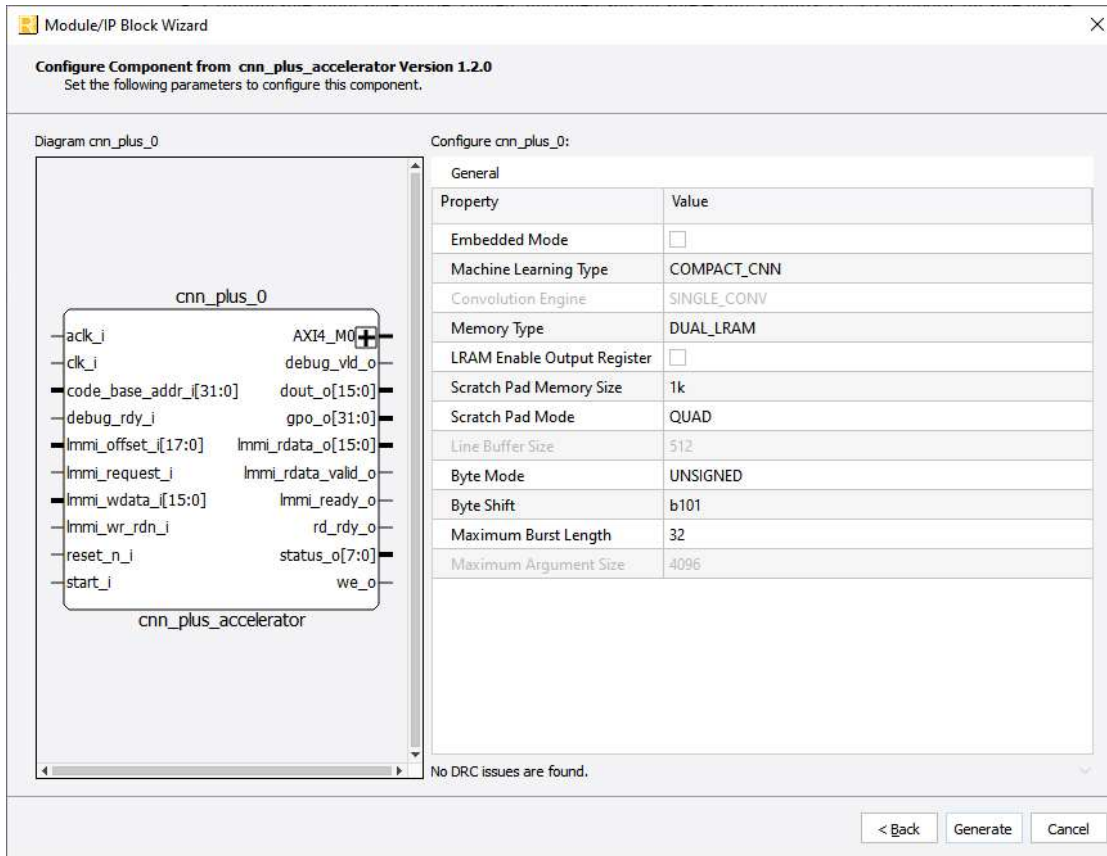 Module/IP Block Wizard
Configure Component from cnn_plus_accelerator Version 1.2.0
Set the following parameters to configure this component.
Diagram cnn_plus_0
cnn_plus_0
aclk_i AXI4_M0
clk_i debug_vld_o
code_base_addr_i[31:0] dout_o[15:0]
debug_rdy_i gpo_o[31:0]
lmmi_offset_i[17:0] lmmi_rdata_o[15:0]
lmmi_request_i lmmi_rdata_valid_o
lmmi_wdata_i[15:0] lmmi_ready_o
lmmi_wr_rdn_i rd_rdy_o
reset_n_i status_o[7:0]
start_i we_o
cnn_plus_accelerator
Configure cnn_plus_0:
General
Property Value
Embedded Mode
Machine Learning Type COMPACT_CNN
Convolution Engine SINGLE_CONV
Memory Type DUAL_LRAM
LRAM Enable Output Register
Scratch Pad Memory Size 1k
Scratch Pad Mode QUAD
Line Buffer Size 512
Byte Mode UNSIGNED
Byte Shift b101
Maximum Burst Length 32
Maximum Argument Size 4096
No DRC issues are found.
< Back Generate Cancel